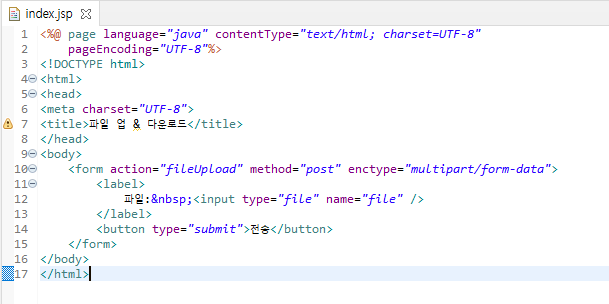 index.jsp
1 <%@ page language="java" contentType="text/html; charset=UTF-8"
2     pageEncoding="UTF-8"%>
3 <!DOCTYPE html>
4 <html>
5 <head>
6 <meta charset="UTF-8">
7 <title>파일 업 & 다운로드</title>
8 </head>
9 <body>
10     <form action="fileUpload" method="post" enctype="multipart/form-data">
11         <label>
12             파일:&nbsp;<input type="file" name="file" />
13         </label>
14         <button type="submit">전송</button>
15     </form>
16 </body>
17 </html>